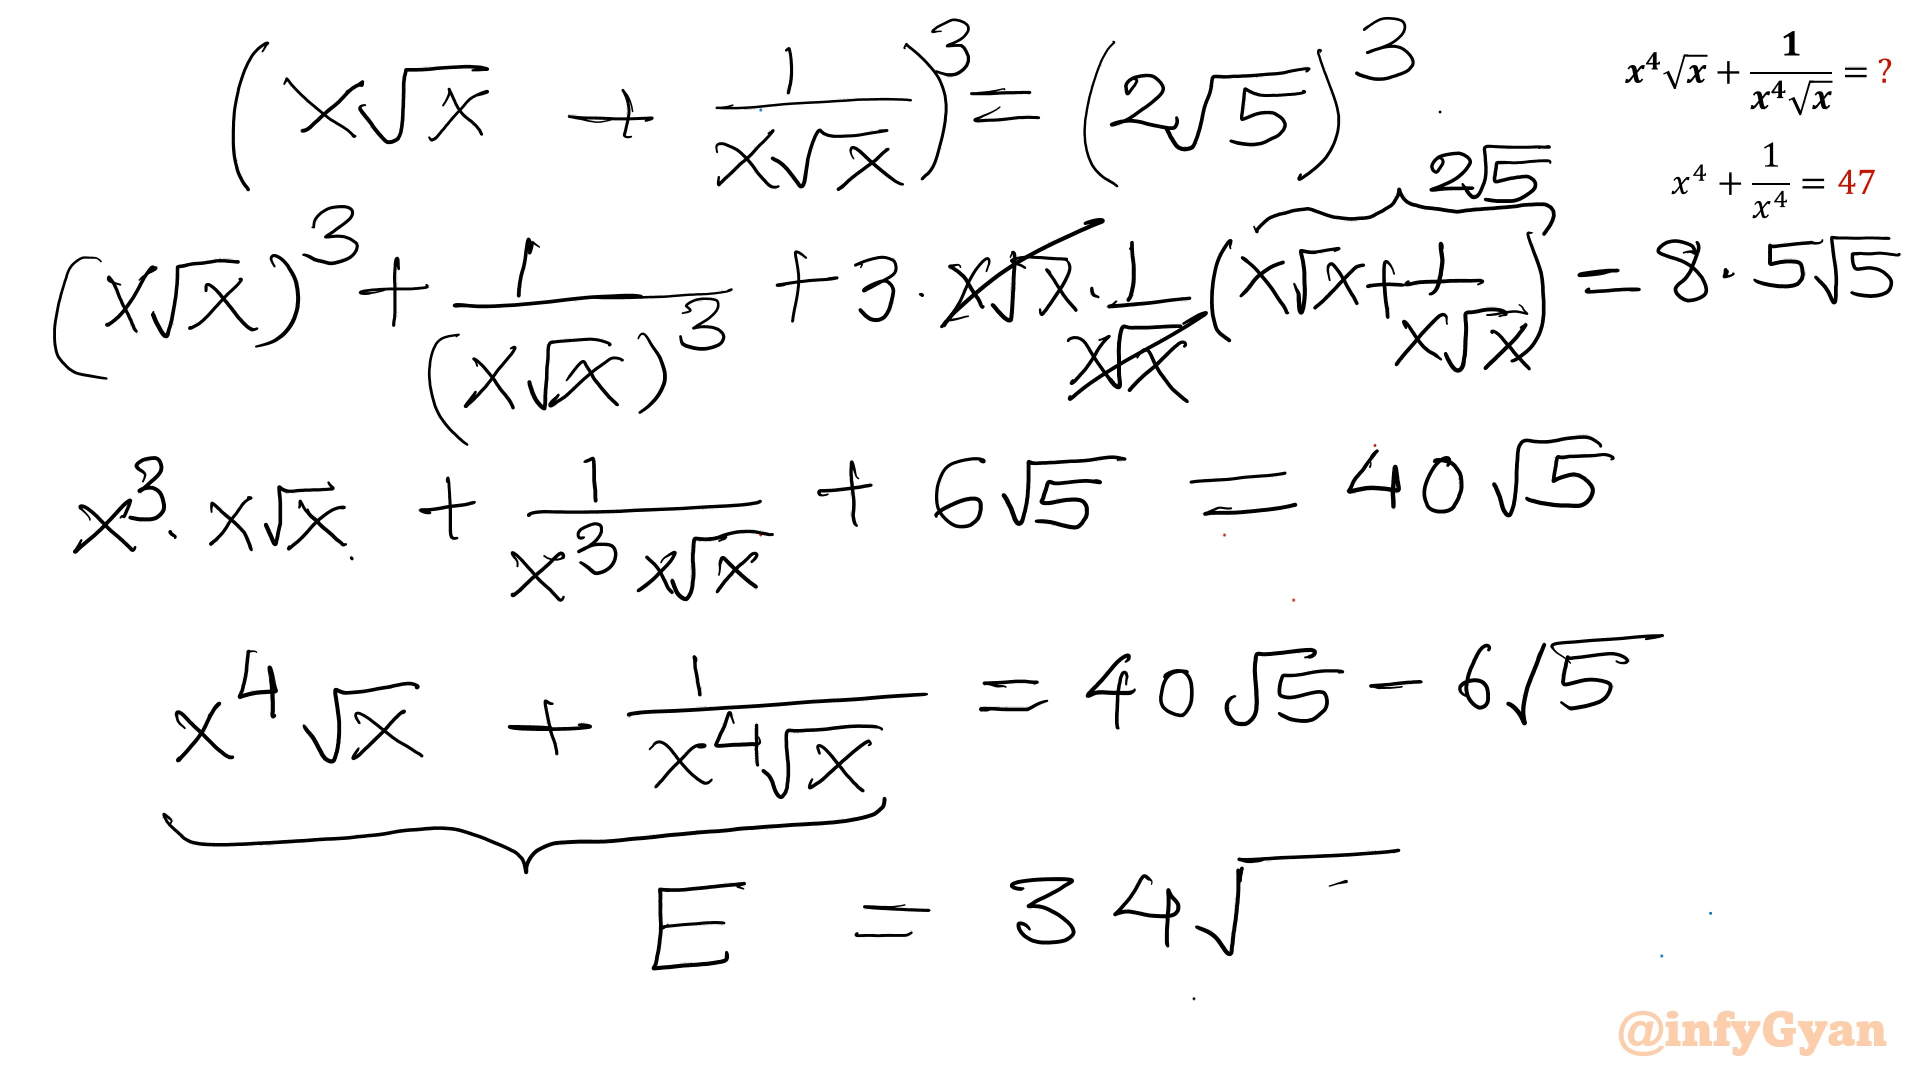 (x√x + 1/(x√x))³ = (2√5)³
x⁴√x + 1/(x⁴√x) = ?
x⁴ + 1/x⁴ = 47
2√5
(x√x)³ + 1/(x√x)³ + 3 · x√x · 1/(x√x) (x√x + 1/(x√x)) = 8 · 5√5
x³ · x√x + 1/(x³ x√x) + 6√5 = 40√5
x⁴√x + 1/(x⁴√x) = 40√5 − 6√5
E = 34√
@infyGyan